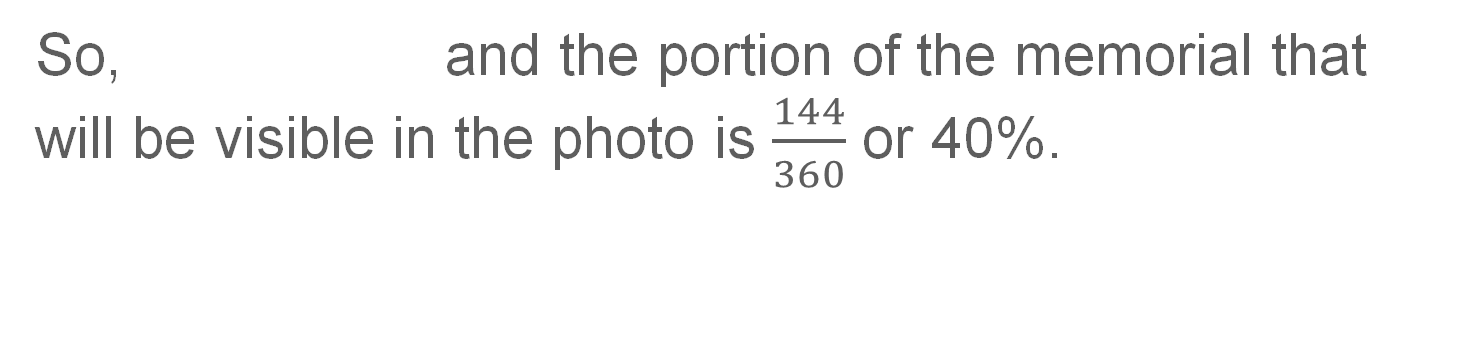 So, and the portion of the memorial that
will be visible in the photo is 144/360 or 40%.